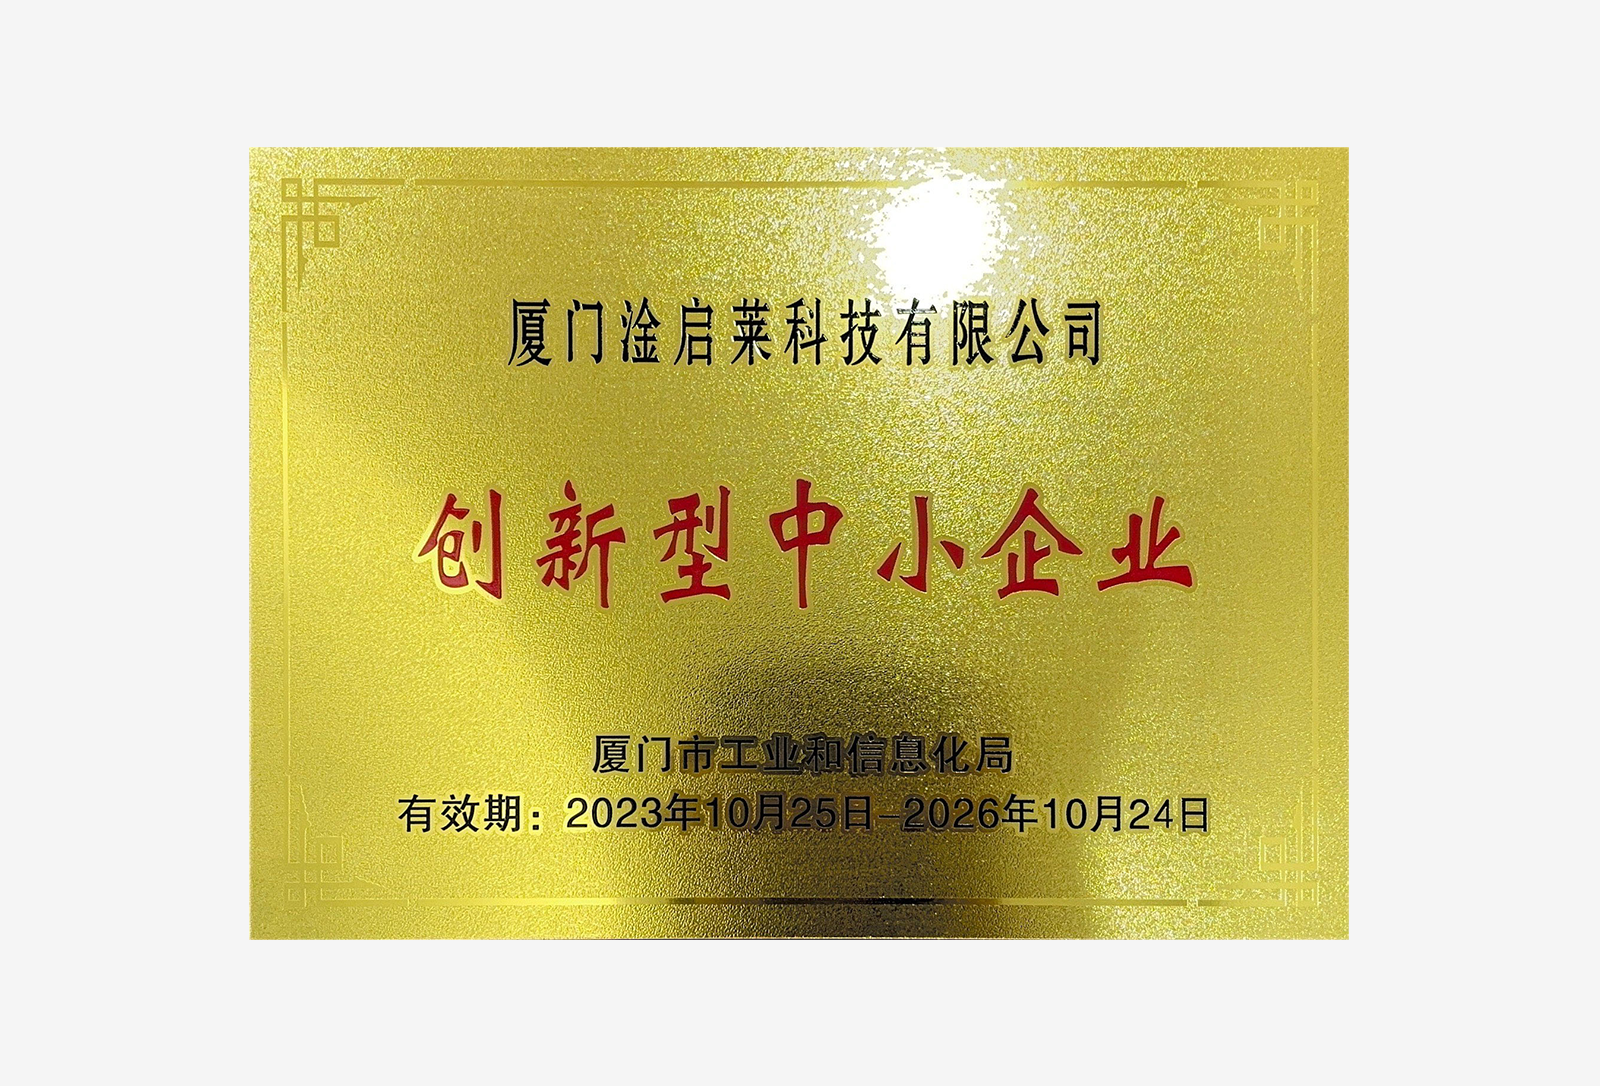 厦门淦启莱科技有限公司
创新型中小企业
厦门市工业和信息化局
有效期：2023年10月25日-2026年10月24日